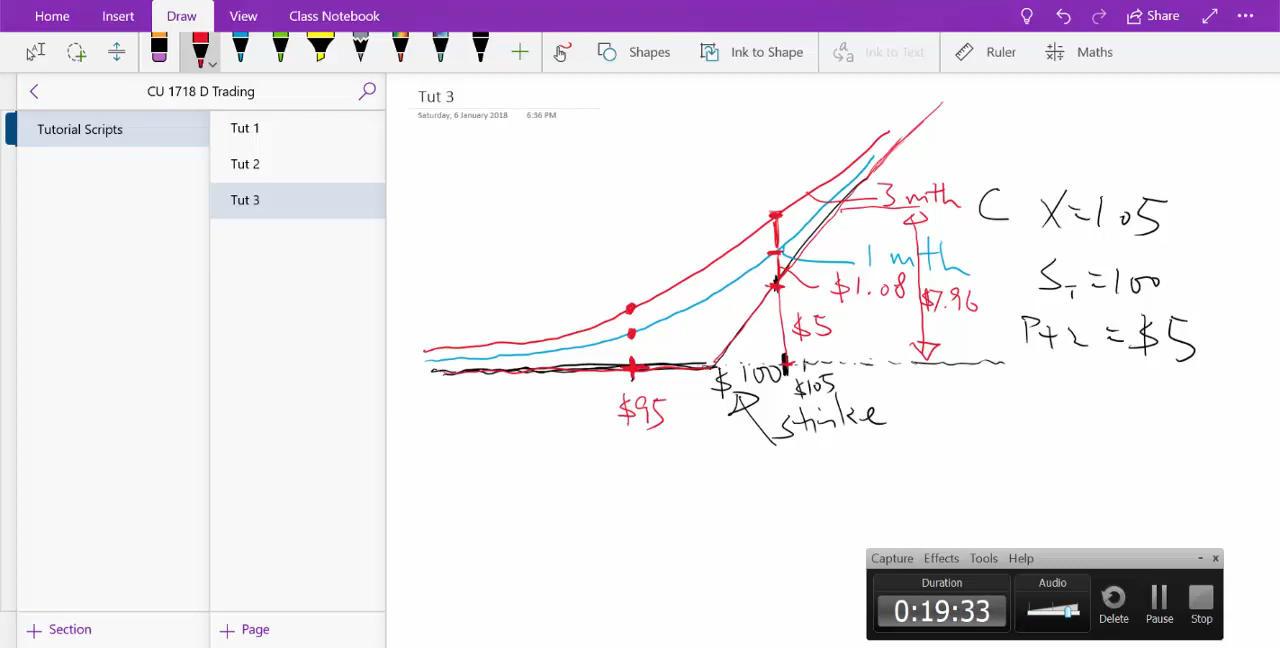 Home Insert Draw View Class Notebook Share
Shapes Ink to Shape Ink to Text Ruler Maths
CU 1718 D Trading
Tutorial Scripts
Tut 1
Tut 2
Tut 3
Section
Page
Tut 3
Saturday, 6 January 2018 6:36 PM
3 mth
C X=105
1 mth
$1.08
$7.96
ST=100
$5
= $5
$100
$105
$95
strike
Capture Effects Tools Help
Duration
Audio
0:19:33
Delete
Pause
Stop